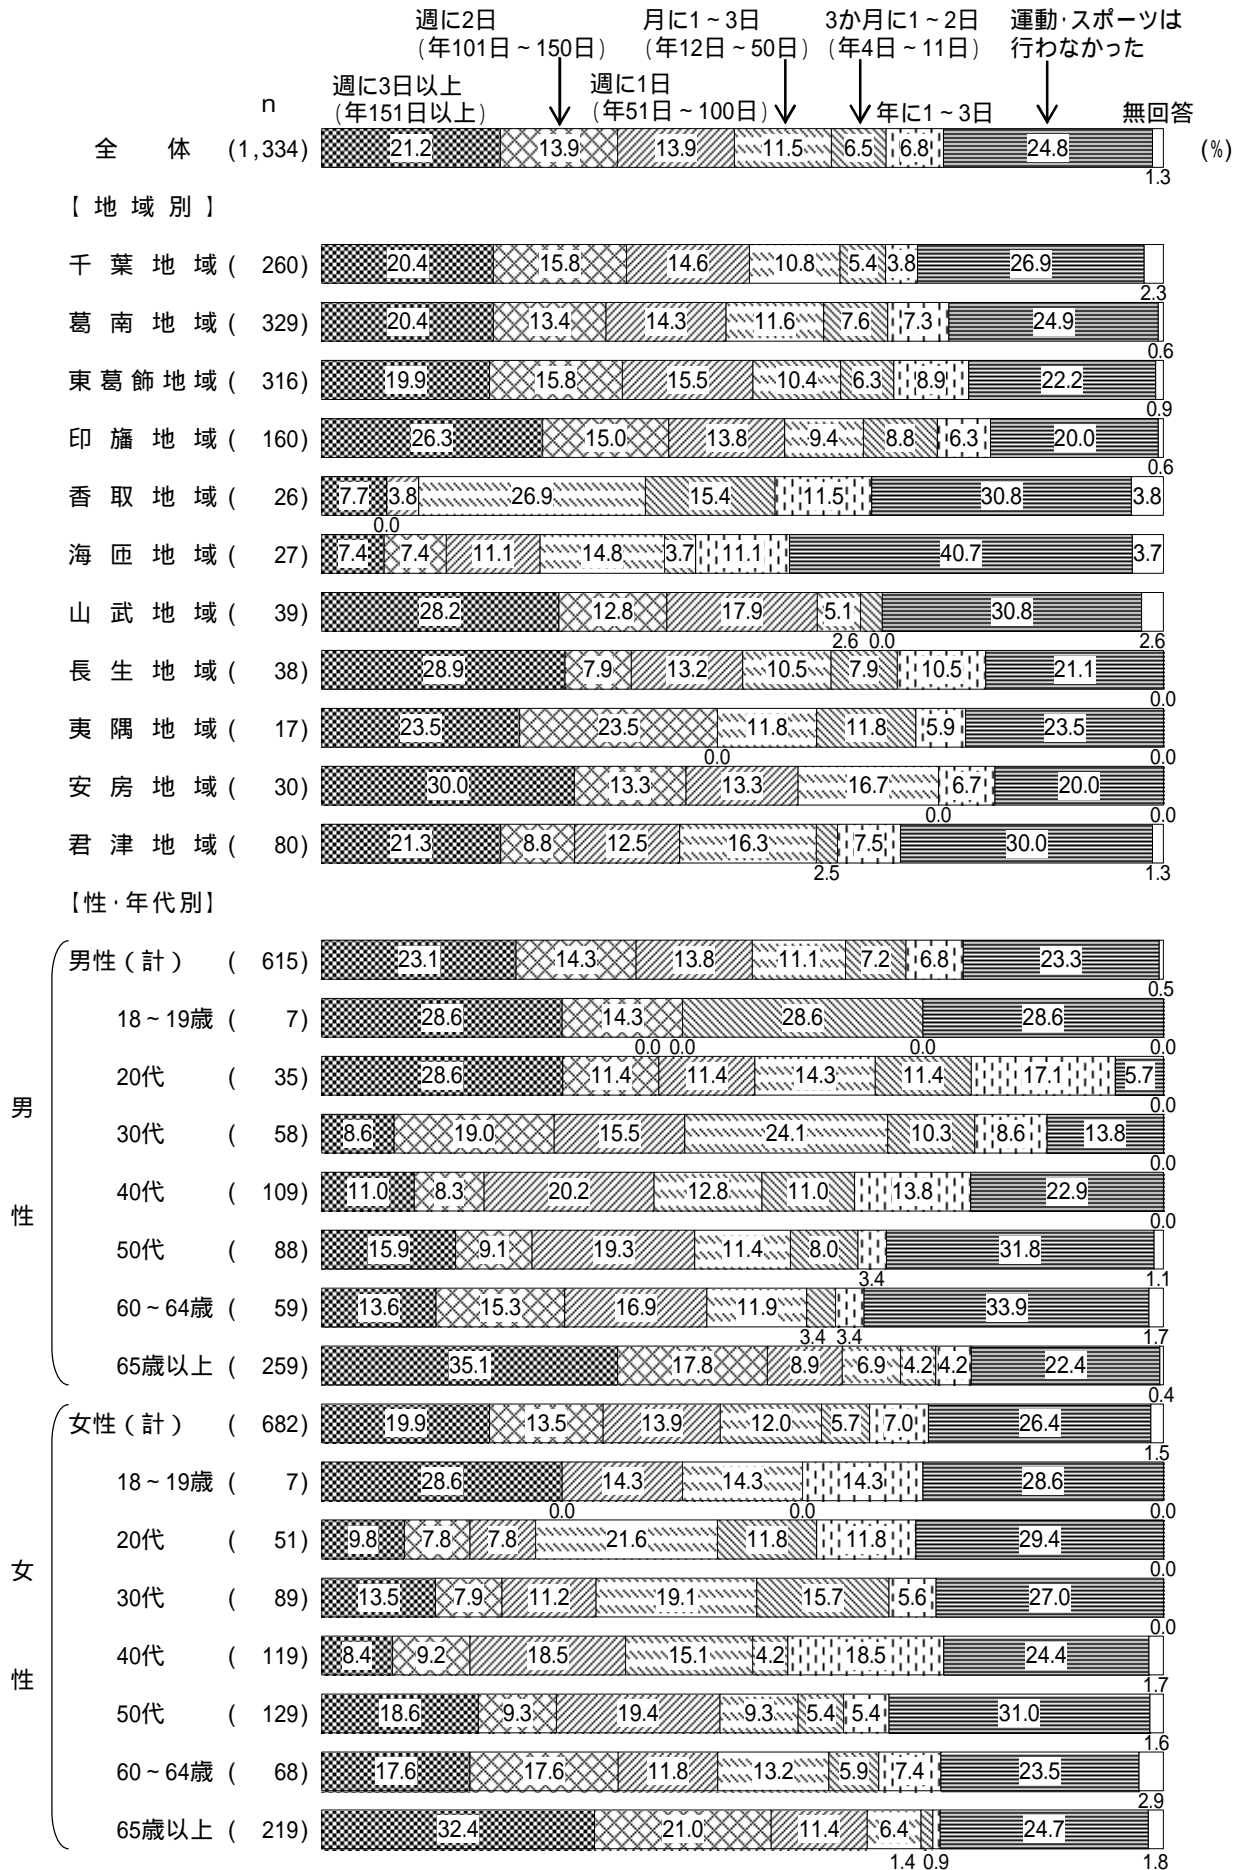 週に2日 月に1~3日 3か月に1~2日 運動・スポーツは
(年101日~150日) (年12日~50日) (年4日~11日) 行わなかった
週に3日以上 週に1日
n (年151日以上) (年51日~100日) 年に1~3日 無回答
全体 (1,334) 21.2 13.9 13.9 11.5 6.5 6.8 24.8 (%)
1.3
【地域別】
千葉地域 ( 260) 20.4 15.8 14.6 10.8 5.4 3.8 26.9
2.3
葛南地域 ( 329) 20.4 13.4 14.3 11.6 7.6 7.3 24.9
0.6
東葛飾地域 ( 316) 19.9 15.8 15.5 10.4 6.3 8.9 22.2
0.9
印旛地域 ( 160) 26.3 15.0 13.8 9.4 8.8 6.3 20.0
0.6
香取地域 ( 26) 7.7 3.8 26.9 15.4 11.5 30.8 3.8
0.0
海匝地域 ( 27) 7.4 7.4 11.1 14.8 3.7 11.1 40.7 3.7
山武地域 ( 39) 28.2 12.8 17.9 5.1 30.8
2.6 0.0 2.6
長生地域 ( 38) 28.9 7.9 13.2 10.5 7.9 10.5 21.1
0.0
夷隅地域 ( 17) 23.5 23.5 11.8 11.8 5.9 23.5
0.0 0.0
安房地域 ( 30) 30.0 13.3 13.3 16.7 6.7 20.0
0.0 0.0
君津地域 ( 80) 21.3 8.8 12.5 16.3 7.5 30.0
2.5 1.3
【性・年代別】
男性(計) ( 615) 23.1 14.3 13.8 11.1 7.2 6.8 23.3
0.5
18~19歳 ( 7) 28.6 14.3 28.6 28.6
0.0 0.0 0.0 0.0
20代 ( 35) 28.6 11.4 11.4 14.3 11.4 17.1 5.7
0.0
男
30代 ( 58) 8.6 19.0 15.5 24.1 10.3 8.6 13.8
0.0
40代 ( 109) 11.0 8.3 20.2 12.8 11.0 13.8 22.9
0.0
性
50代 ( 88) 15.9 9.1 19.3 11.4 8.0 31.8
3.4 1.1
60~64歳 ( 59) 13.6 15.3 16.9 11.9 33.9
3.4 3.4 1.7
65歳以上 ( 259) 35.1 17.8 8.9 6.9 4.2 4.2 22.4
0.4
女性(計) ( 682) 19.9 13.5 13.9 12.0 5.7 7.0 26.4
1.5
18~19歳 ( 7) 28.6 14.3 14.3 14.3 28.6
0.0 0.0 0.0
20代 ( 51) 9.8 7.8 7.8 21.6 11.8 11.8 29.4
0.0
女
30代 ( 89) 13.5 7.9 11.2 19.1 15.7 5.6 27.0
0.0
40代 ( 119) 8.4 9.2 18.5 15.1 4.2 18.5 24.4
1.7
性
50代 ( 129) 18.6 9.3 19.4 9.3 5.4 5.4 31.0
1.6
60~64歳 ( 68) 17.6 17.6 11.8 13.2 5.9 7.4 23.5
2.9
65歳以上 ( 219) 32.4 21.0 11.4 6.4 24.7
1.4 0.9 1.8